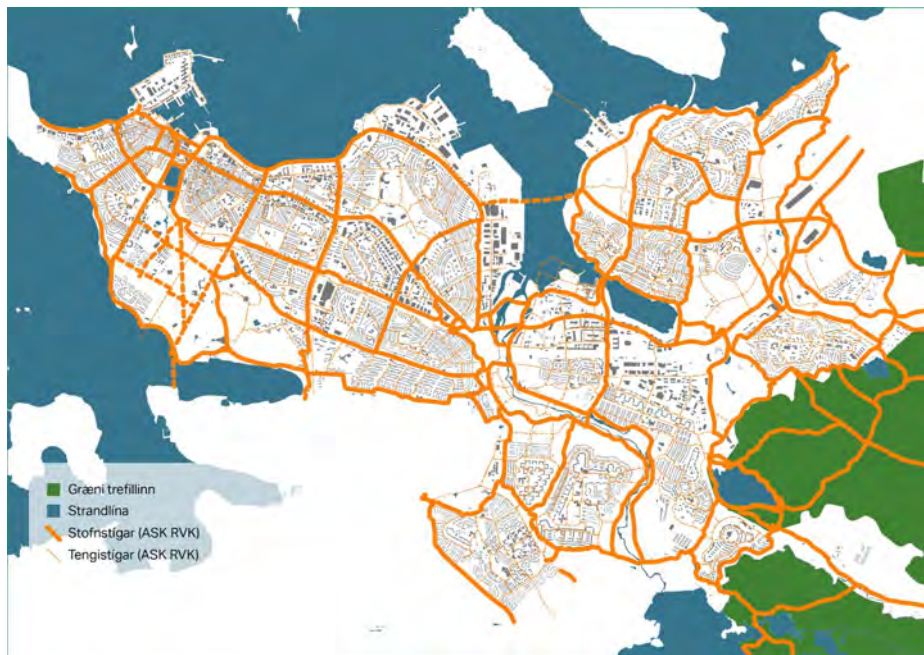 Græni trefillinn
Strandlína
Stofnstígar (ASK RVK)
Tengistígar (ASK RVK)